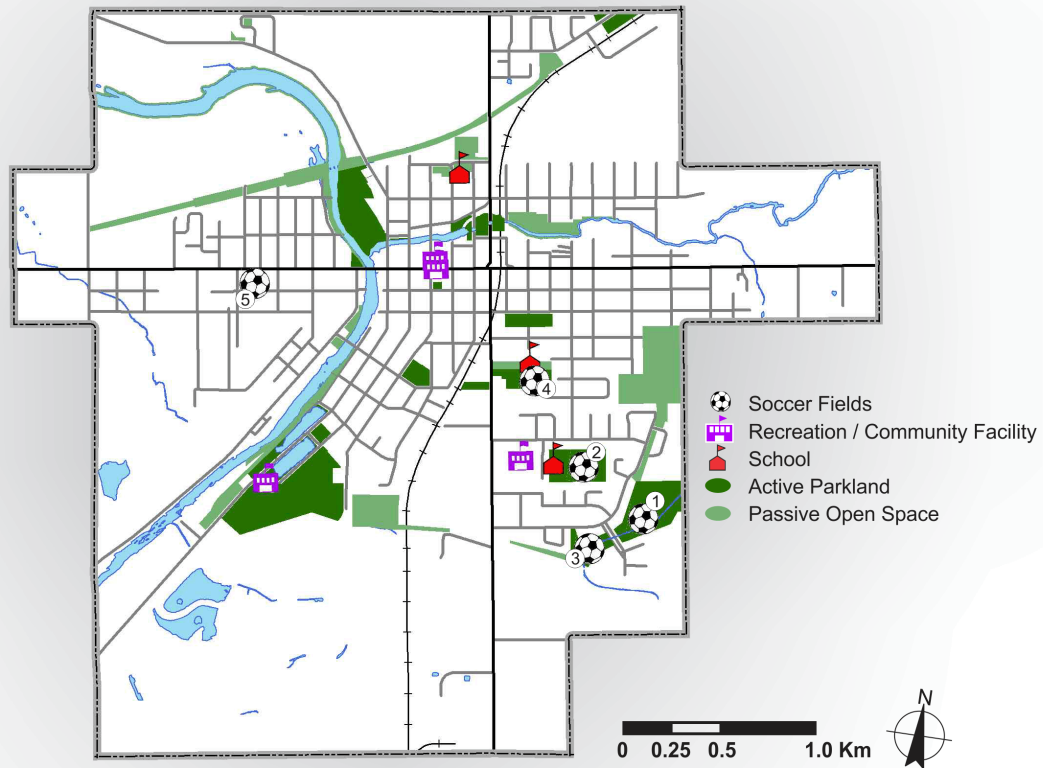 5
4
2
1
3
Soccer Fields
Recreation / Community Facility
School
Active Parkland
Passive Open Space
N
0 0.25 0.5 1.0 Km